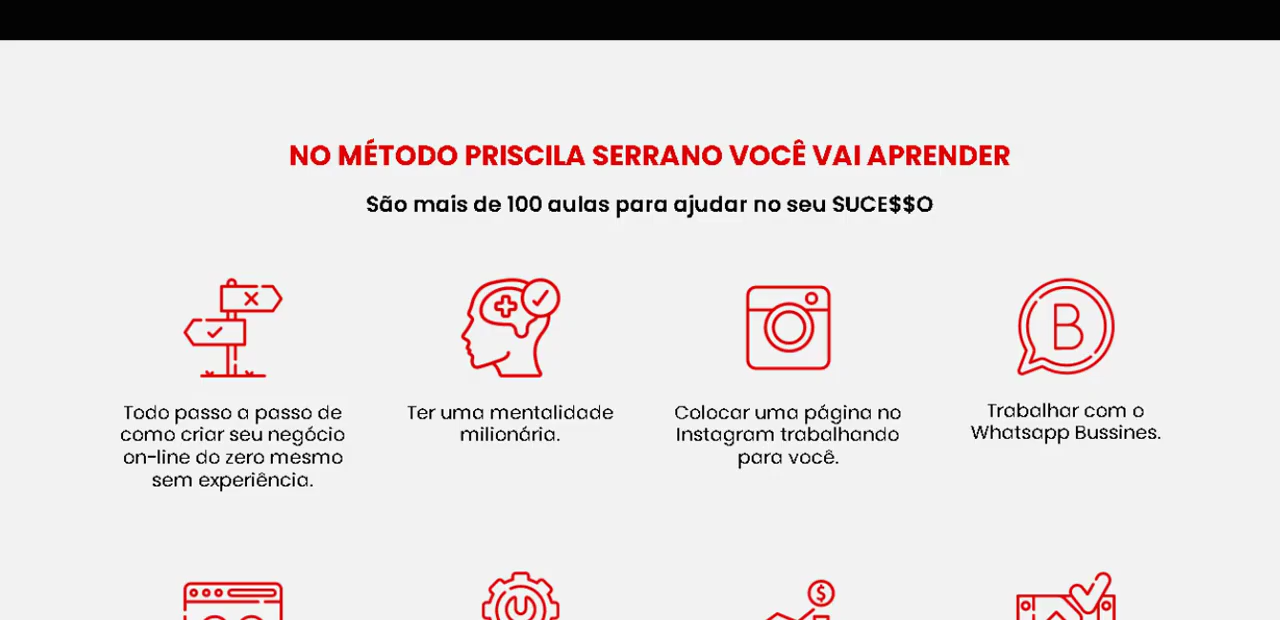 NO MÉTODO PRISCILA SERRANO VOCÊ VAI APRENDER
São mais de 100 aulas para ajudar no seu SUCE$$O
B
Todo passo a passo de
como criar seu negócio
on-line do zero mesmo
sem experiência.
Ter uma mentalidade
milionária.
Colocar uma página no
Instagram trabalhando
para você.
Trabalhar com o
Whatsapp Bussines.
$